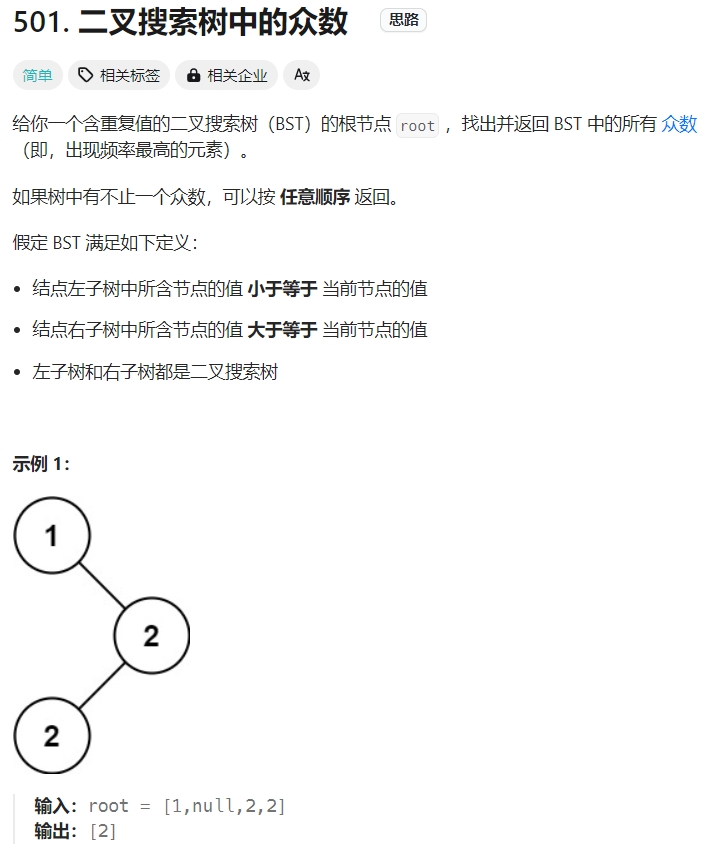 501. 二叉搜索树中的众数 思路
简单 相关标签 相关企业 Ax
给你一个含重复值的二叉搜索树（BST）的根节点 root ，找出并返回 BST 中的所有 众数
（即，出现频率最高的元素）。
如果树中有不止一个众数，可以按 任意顺序 返回。
假定 BST 满足如下定义：
• 结点左子树中所含节点的值 小于等于 当前节点的值
• 结点右子树中所含节点的值 大于等于 当前节点的值
• 左子树和右子树都是二叉搜索树
示例 1：
1
2
2
输入：root = [1,null,2,2]
输出：[2]